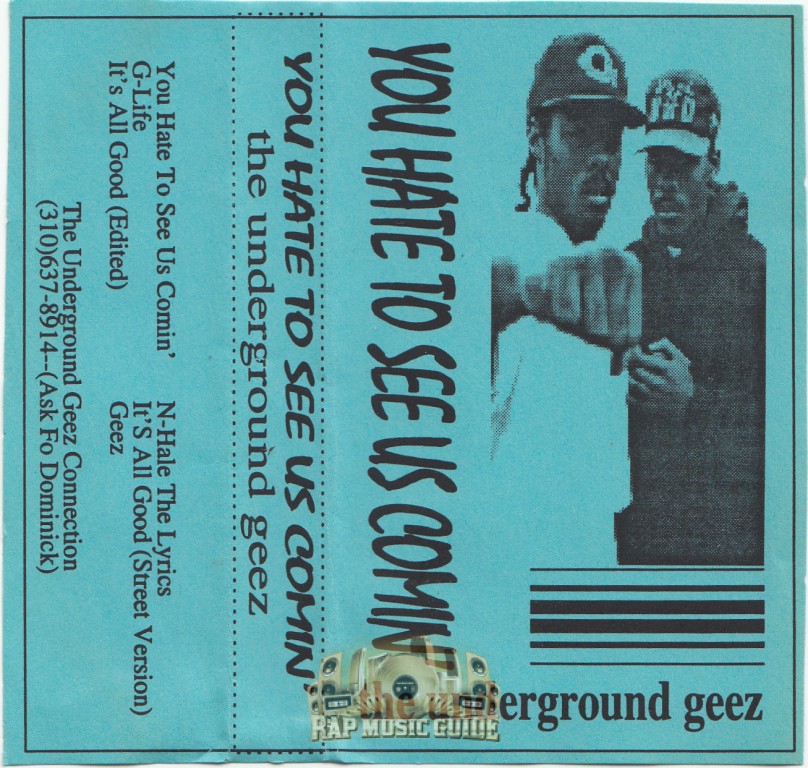 YOU HATE TO SEE US COMIN'
the underground geez
YOU HATE TO SEE US COMIN'
the underground geez
You Hate To See Us Comin'
G-Life
It's All Good (Edited)
N-Hale The Lyrics
It'S All Good (Street Version)
Geez
The Underground Geez Connection
(310)637-8914--(Ask Fo Dominick)
RAP MUSIC GUIDE